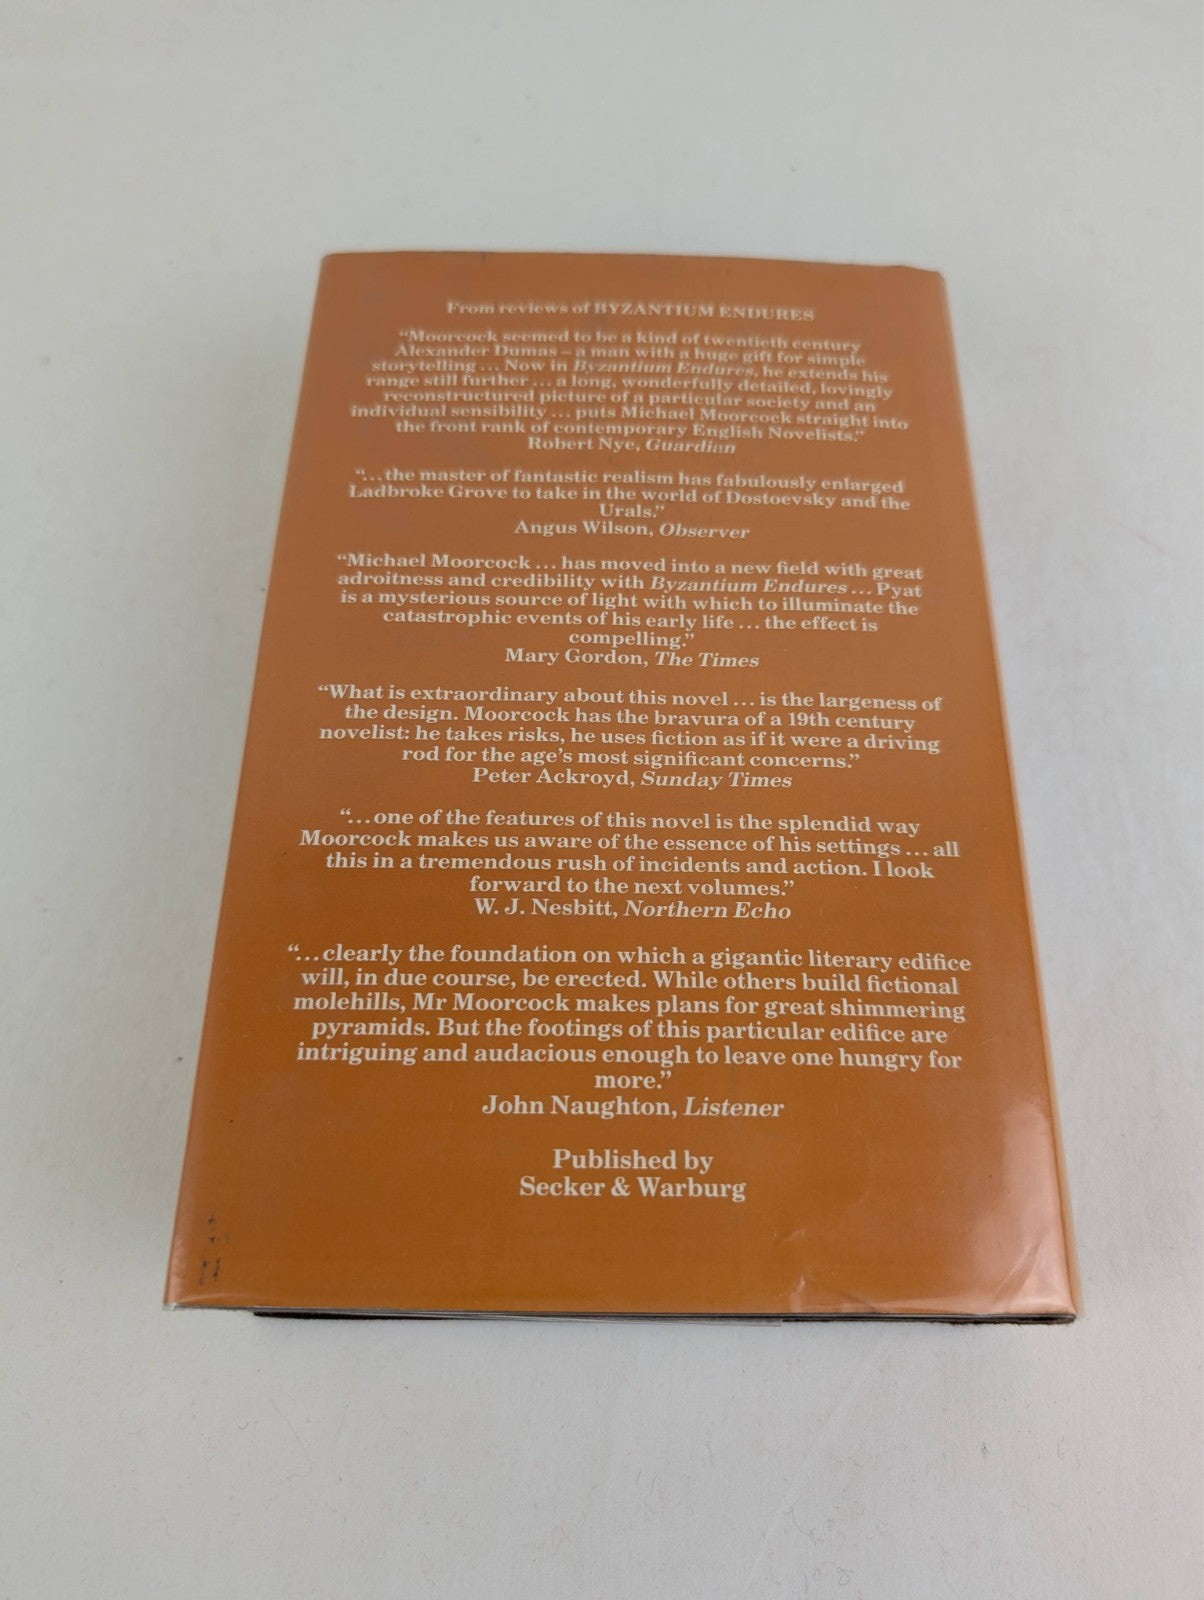 From reviews of BYZANTIUM ENDURES
“Moorcock seemed to be a kind of twentieth century
Alexander Dumas – a man with a huge gift for simple
storytelling ... Now in Byzantium Endures, he extends his
range still further ... a long, wonderfully detailed, lovingly
reconstructed picture of a particular society and an
individual sensibility ... puts Michael Moorcock straight into
the front rank of contemporary English Novelists.”
Robert Nye, Guardian
“...the master of fantastic realism has fabulously enlarged
Ladbroke Grove to take in the world of Dostoevsky and the
Urals.”
Angus Wilson, Observer
“Michael Moorcock ... has moved into a new field with great
adroitness and credibility with Byzantium Endures ... Pyat
is a mysterious source of light with which to illuminate the
catastrophic events of his early life ... the effect is
compelling.”
Mary Gordon, The Times
“What is extraordinary about this novel ... is the largeness of
the design. Moorcock has the bravura of a 19th century
novelist: he takes risks, he uses fiction as if it were a driving
rod for the age’s most significant concerns.”
Peter Ackroyd, Sunday Times
“...one of the features of this novel is the splendid way
Moorcock makes us aware of the essence of his settings ... all
this in a tremendous rush of incidents and action. I look
forward to the next volumes.”
W. J. Nesbitt, Northern Echo
“...clearly the foundation on which a gigantic literary edifice
will, in due course, be erected. While others build fictional
molehills, Mr Moorcock makes plans for great shimmering
pyramids. But the footings of this particular edifice are
intriguing and audacious enough to leave one hungry for
more.”
John Naughton, Listener
Published by
Secker & Warburg